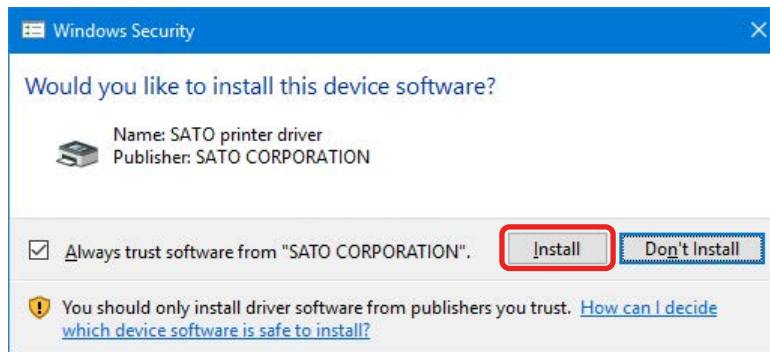 Windows Security
Would you like to install this device software?
Name: SATO printer driver
Publisher: SATO CORPORATION
Always trust software from "SATO CORPORATION".
Install
Don't Install
You should only install driver software from publishers you trust. How can I decide
which device software is safe to install?